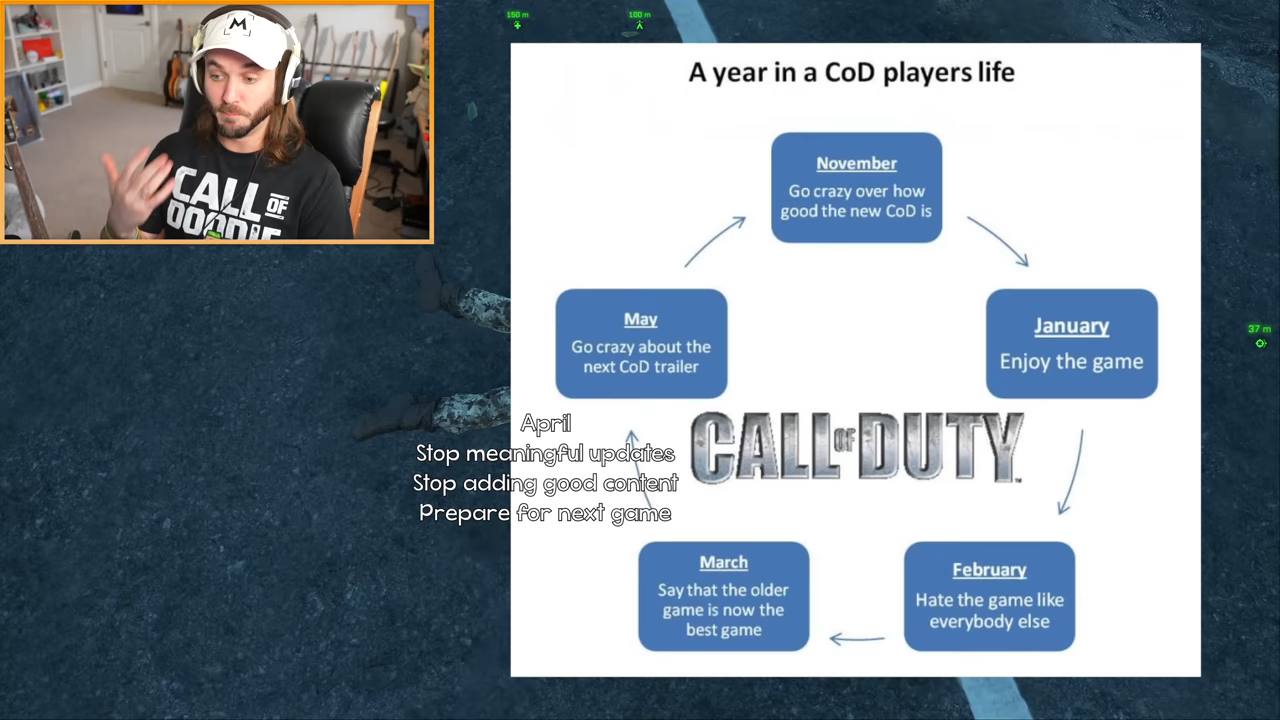 M
CALL OF
DOODIE
150 m
100 m
A year in a CoD players life
November
Go crazy over how
good the new CoD is
January
Enjoy the game
February
Hate the game like
everybody else
March
Say that the older
game is now the
best game
April
Stop meaningful updates
Stop adding good content
Prepare for next game
May
Go crazy about the
next CoD trailer
CALL OF DUTY
37 m